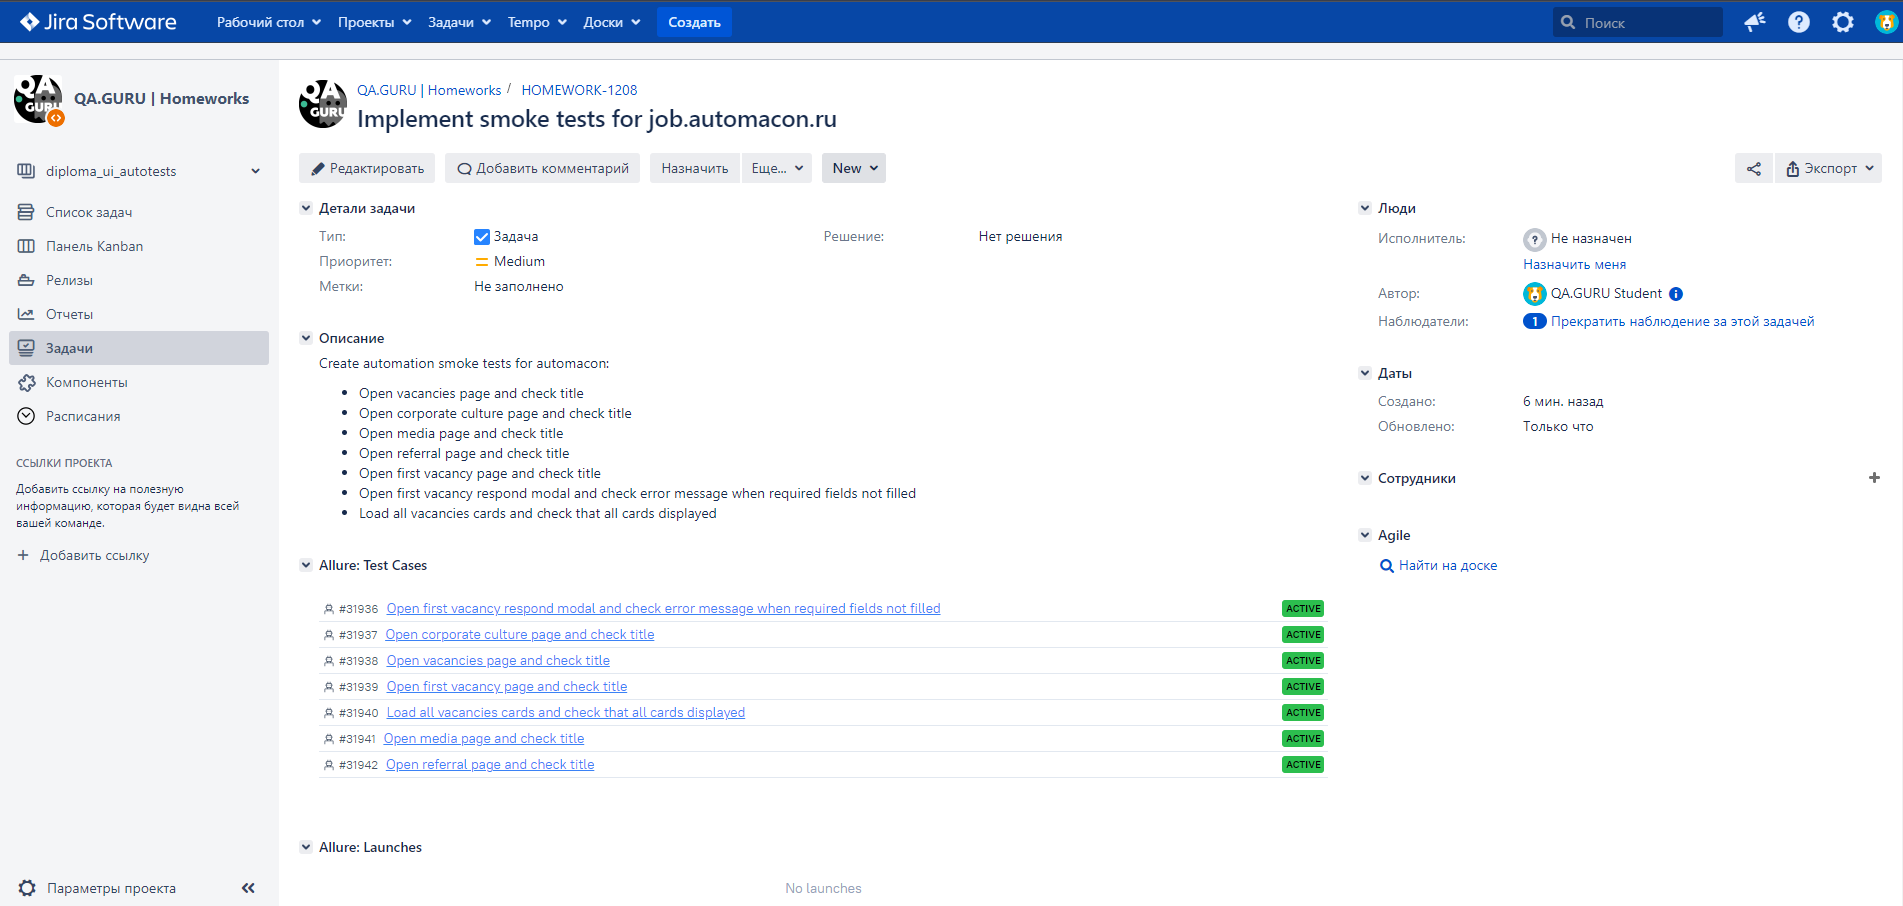 Jira Software
Рабочий стол
Проекты
Задачи
Tempo
Доски
Создать
Поиск
QA.GURU | Homeworks
diploma_ui_autotests
Список задач
Панель Kanban
Релизы
Отчеты
Задачи
Компоненты
Расписания
ССЫЛКИ ПРОЕКТА
Добавить ссылку на полезную
информацию, которая будет видна всей
вашей команде.
+ Добавить ссылку
Параметры проекта
QA
GURU
QA.GURU | Homeworks / HOMEWORK-1208
Implement smoke tests for job.automacon.ru
Редактировать
Добавить комментарий
Назначить
Еще...
New
Экспорт
Детали задачи
Тип: Задача
Решение: Нет решения
Приоритет: Medium
Метки: Не заполнено
Описание
Create automation smoke tests for automacon:
• Open vacancies page and check title
• Open corporate culture page and check title
• Open media page and check title
• Open referral page and check title
• Open first vacancy page and check title
• Open first vacancy respond modal and check error message when required fields not filled
• Load all vacancies cards and check that all cards displayed
Allure: Test Cases
#31936 Open first vacancy respond modal and check error message when required fields not filled ACTIVE
#31937 Open corporate culture page and check title ACTIVE
#31938 Open vacancies page and check title ACTIVE
#31939 Open first vacancy page and check title ACTIVE
#31940 Load all vacancies cards and check that all cards displayed ACTIVE
#31941 Open media page and check title ACTIVE
#31942 Open referral page and check title ACTIVE
Allure: Launches
No launches
Люди
Исполнитель: Не назначен
Назначить меня
Автор: QA.GURU Student
Наблюдатели: 1 Прекратить наблюдение за этой задачей
Даты
Создано: 6 мин. назад
Обновлено: Только что
Сотрудники
Agile
Найти на доске